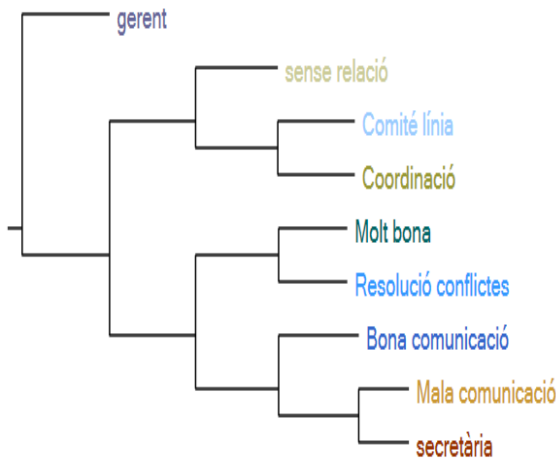 gerent
sense relació
Comité línia
Coordinació
Molt bona
Resolució conflictes
Bona comunicació
Mala comunicació
secretària